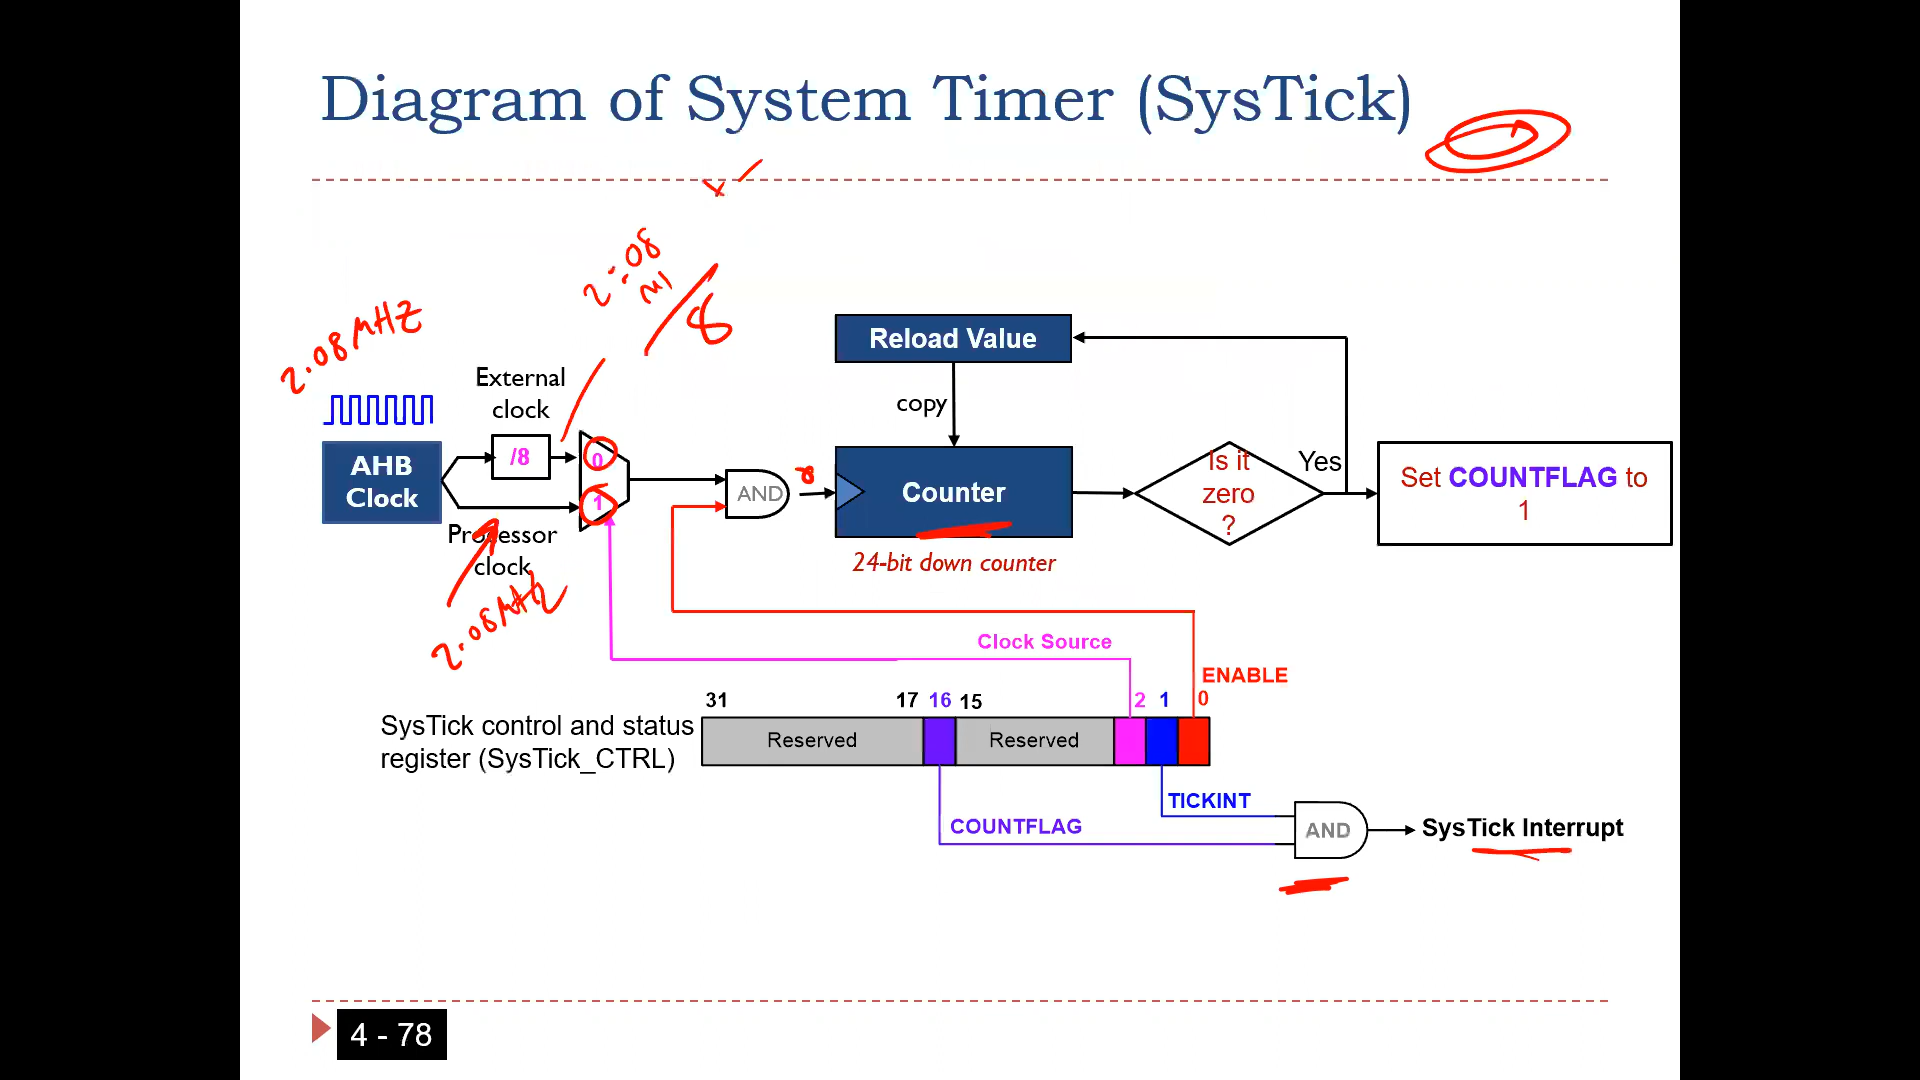 Diagram of System Timer (SysTick)
2.08
M
/8
2.08 MHZ
Reload Value
External
clock
copy
/8
0
AHB
Clock
1
Processor
clock
AND
Counter
24-bit down counter
Is it
zero
?
Yes
Set COUNTFLAG to
1
2.08MHz
Clock Source
ENABLE
31
17
16
15
2
1
0
SysTick control and status
register (SysTick_CTRL)
Reserved
Reserved
TICKINT
COUNTFLAG
AND
SysTick Interrupt
4 - 78